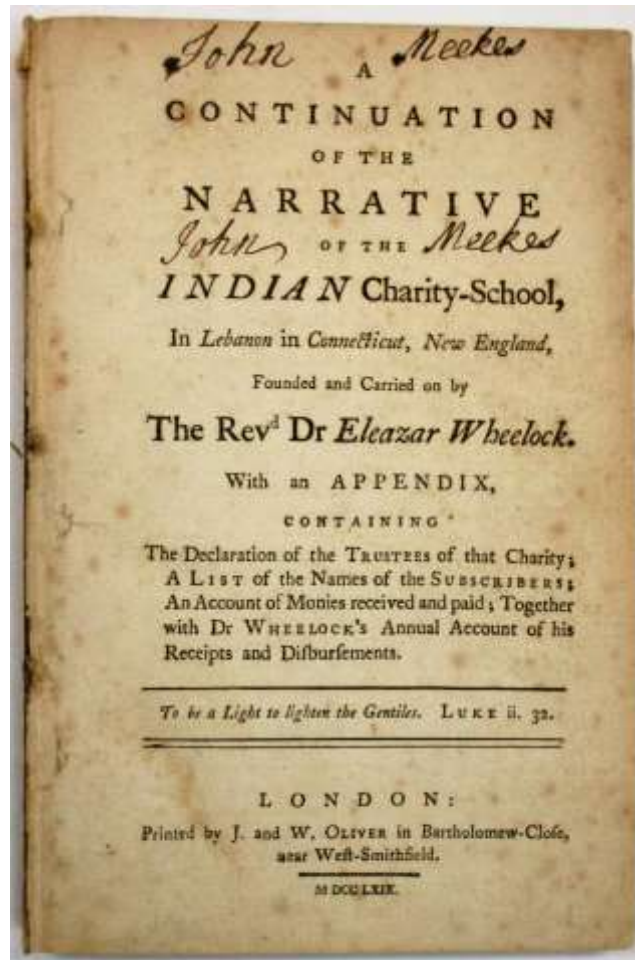 John A Meekes
CONTINUATION
OF THE
NARRATIVE
John OF THE Meekes
INDIAN Charity-School,
In Lebanon in Connecticut, New England,
Founded and Carried on by
The Revd Dr Eleazar Wheelock.
With an APPENDIX,
CONTAINING
The Declaration of the TRUSTEES of that Charity;
A LIST of the Names of the SUBSCRIBERS;
An Account of Monies received and paid; Together
with Dr WHEELOCK's Annual Account of his
Receipts and Diſburſements.
To be a Light to lighten the Gentiles. LUKE ii. 32.
LONDON:
Printed by J. and W. OLIVER in Bartholomew-Cloſe,
near Weſt-Smithfield.
M DCC LXIX.